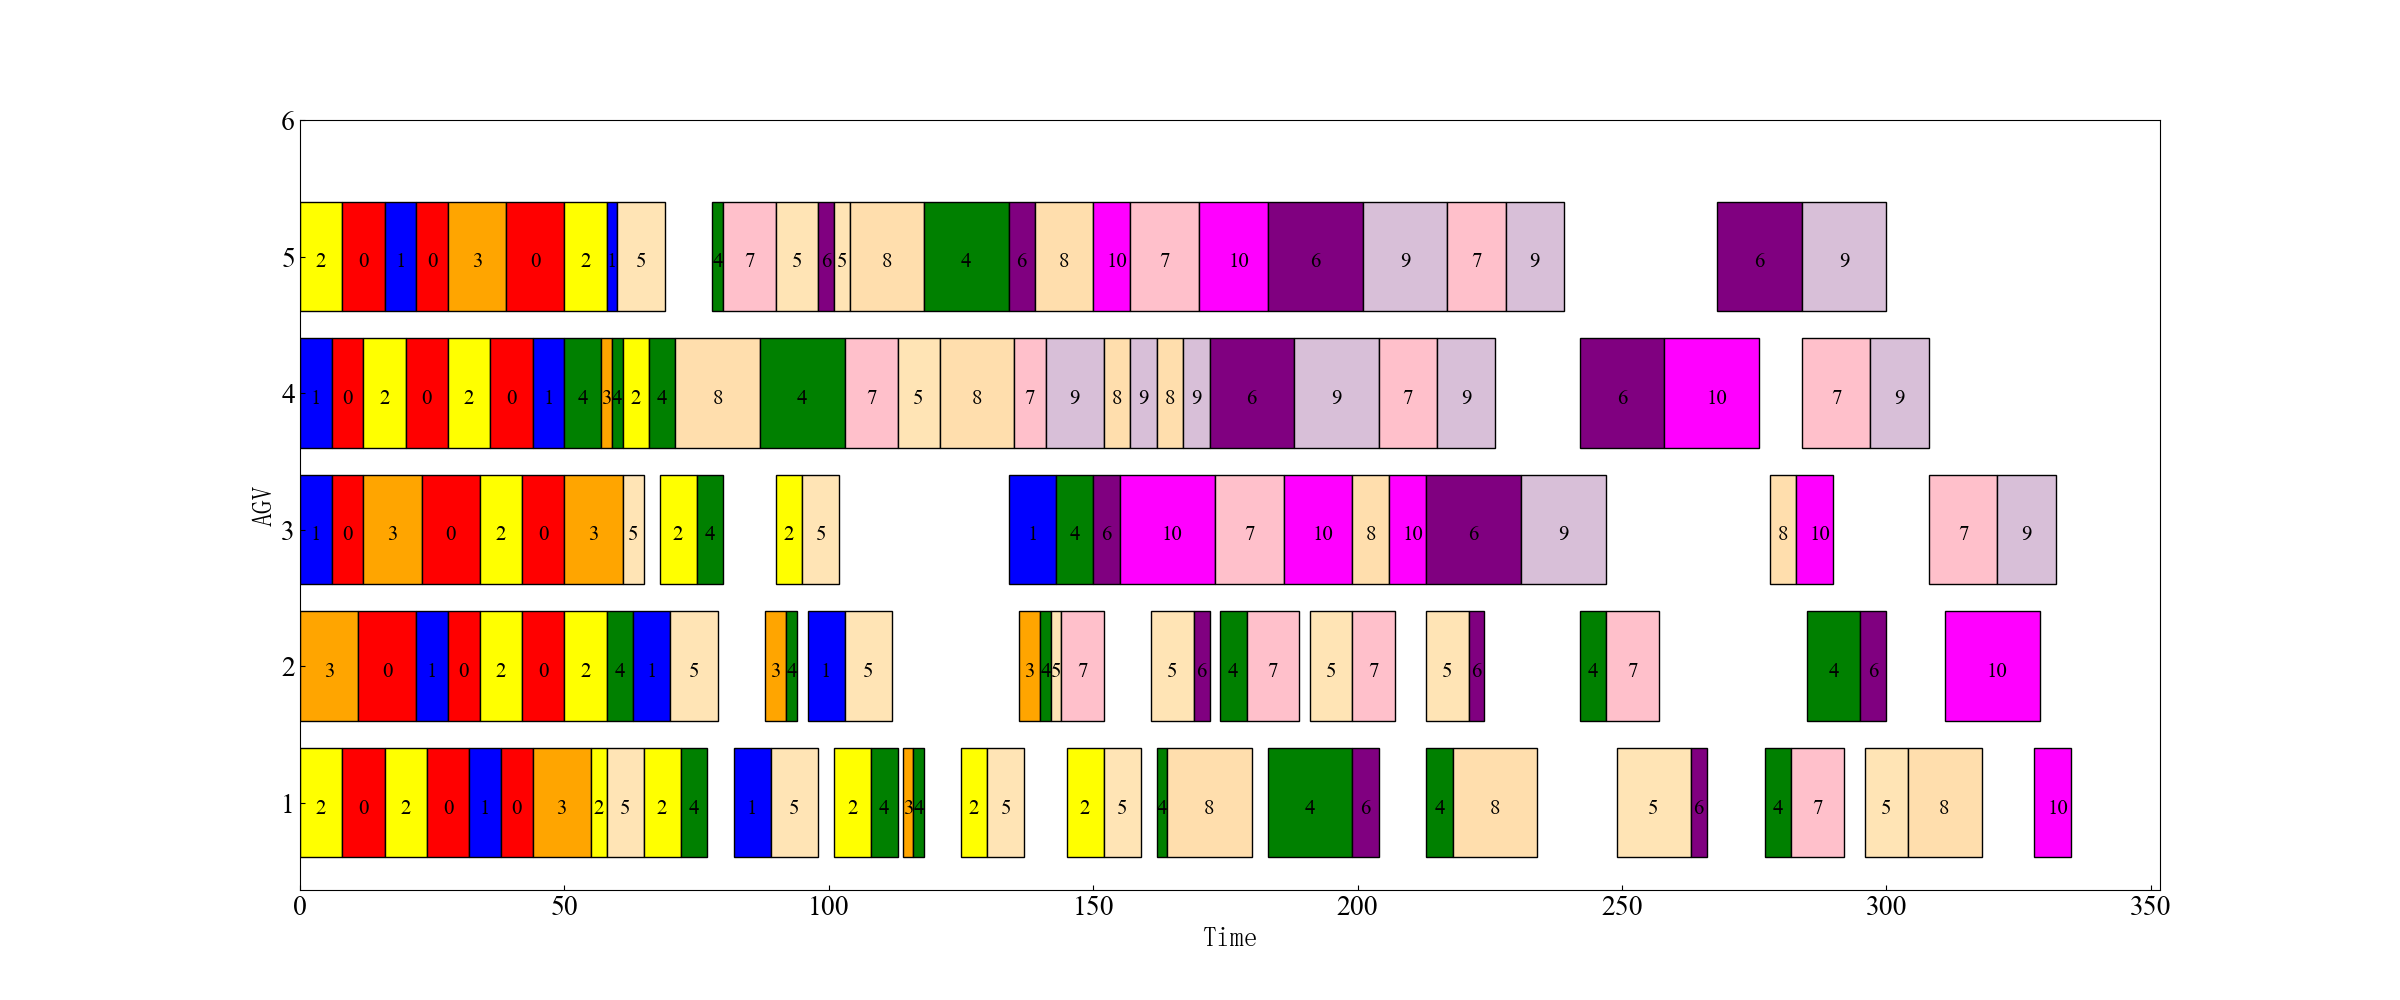 6
5 2 0 1 0 3 0 2 1 5 4 7 5 6 5 8 4 6 8 10 7 10 6 9 7 9 6 9
4 1 0 2 0 2 0 1 4 3 4 2 4 8 4 7 5 8 7 9 8 9 8 9 6 9 7 9 6 10 7 9
3 1 0 3 0 2 0 3 5 2 4 2 5 1 4 6 10 7 10 8 10 6 9 8 10 7 9
2 3 0 1 0 2 0 2 4 1 5 3 4 1 5 3 4 5 7 5 6 4 7 5 7 5 6 4 7 4 6 10
1 2 0 2 0 1 0 3 2 5 2 4 1 5 2 4 3 4 2 5 2 5 4 8 4 6 4 8 5 6 4 7 5 8 10
AGV
0 50 100 150 200 250 300 350
Time